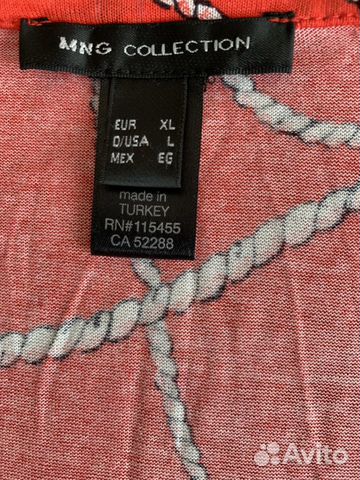 MNG COLLECTION
EUR XL
D/USA L
MEX EG
made in
TURKEY
RN#115455
CA 52288
Avito